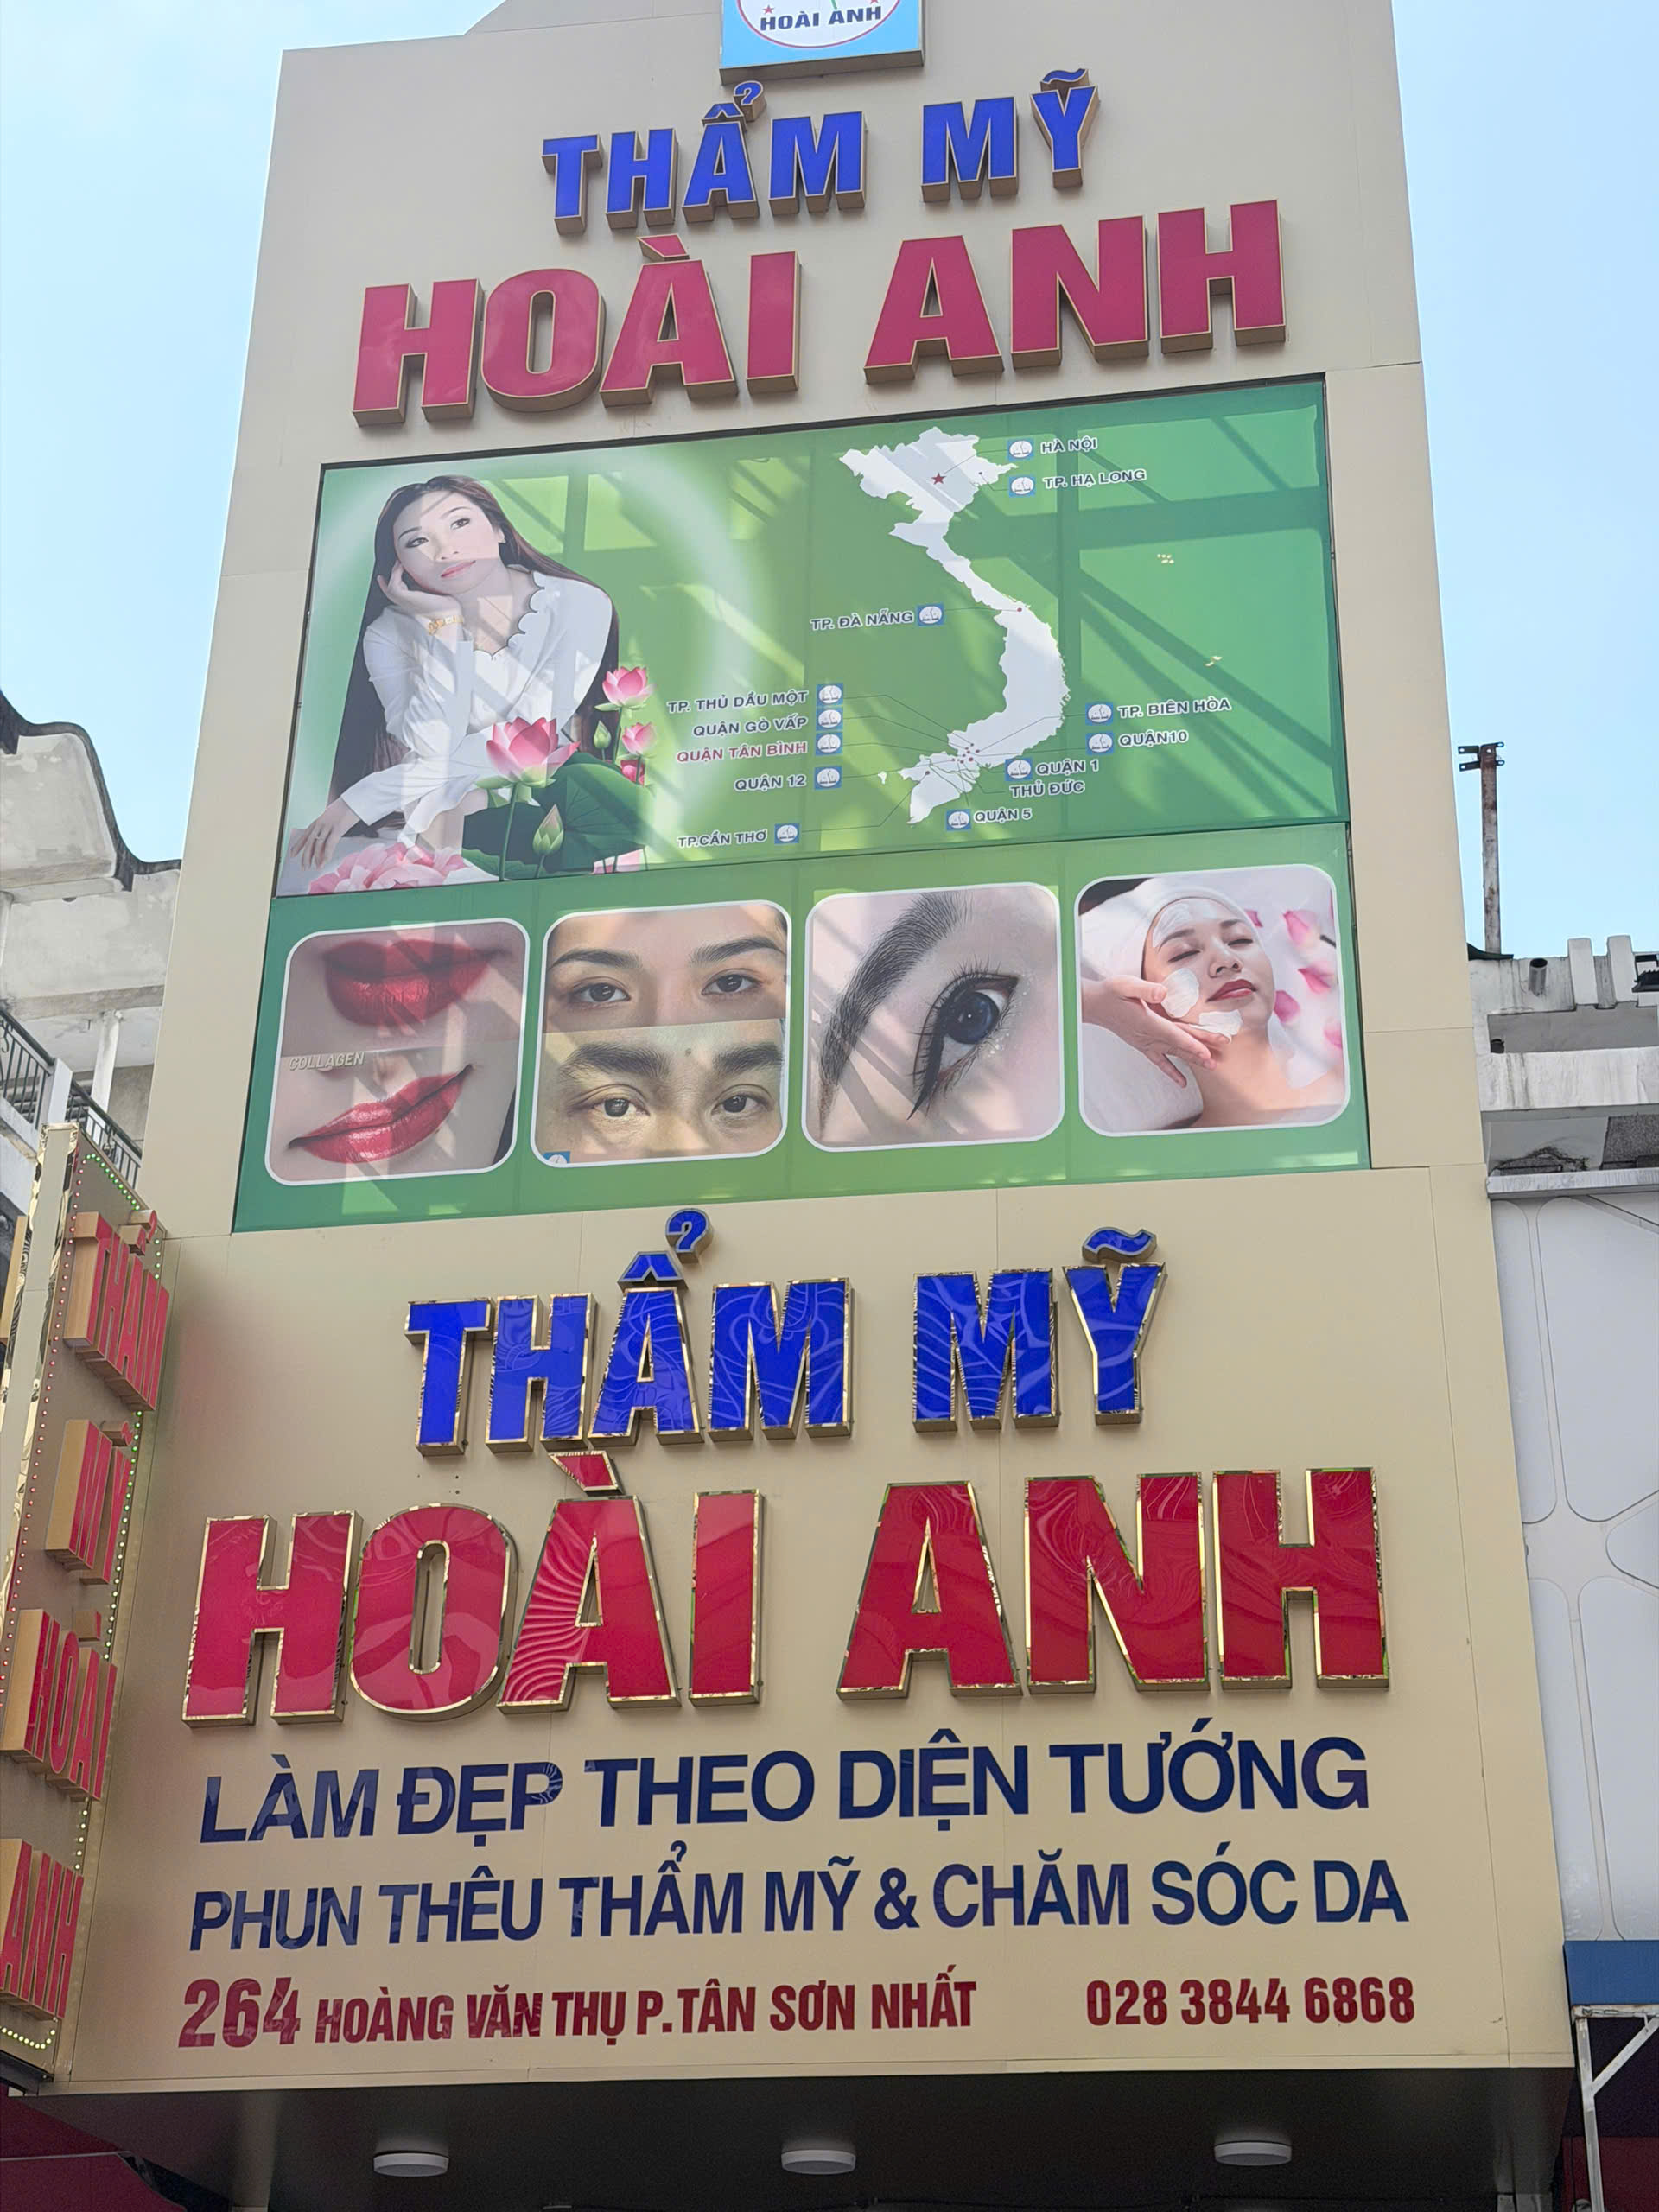 HOÀI ANH
THẨM MỸ
HOÀI ANH
HÀ NỘI
TP. HẠ LONG
TP. ĐÀ NẴNG
TP. THỦ DẦU MỘT
QUẬN GÒ VẤP
QUẬN TÂN BÌNH
QUẬN 12
TP.CẦN THƠ
TP. BIÊN HÒA
QUẬN10
QUẬN 1
THỦ ĐỨC
QUẬN 5
COLLAGEN
THẨM MỸ
HOÀI ANH
LÀM ĐẸP THEO DIỆN TƯỚNG
PHUN THÊU THẨM MỸ & CHĂM SÓC DA
264 HOÀNG VĂN THỤ P.TÂN SƠN NHẤT 028 3844 6868
THẨM
MỸ
HOÀI
ANH